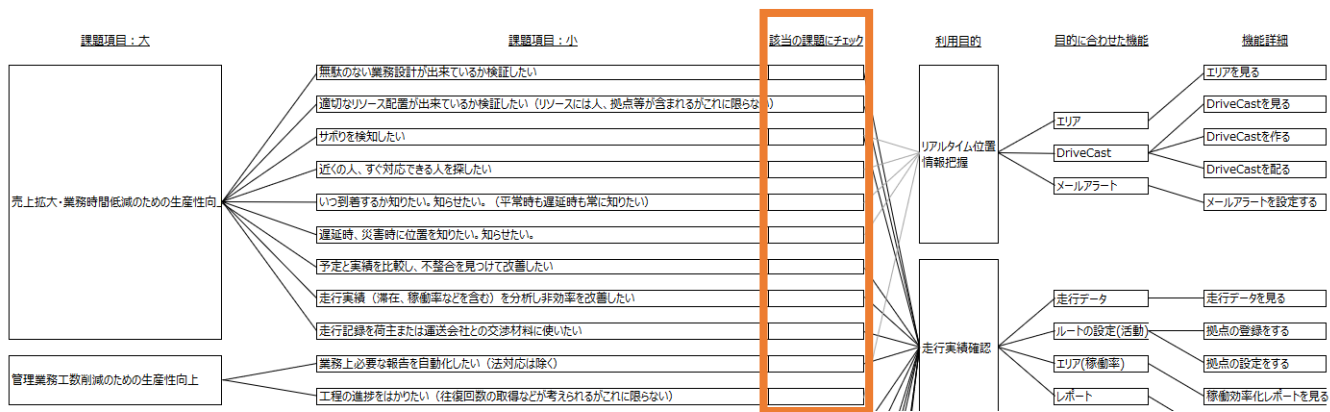 課題項目：大
課題項目：小
該当の課題にチェック
利用目的
目的に合わせた機能
機能詳細
売上拡大・業務時間低減のための生産性向上
無駄のない業務設計が出来ているか検証したい
適切なリソース配置が出来ているか検証したい（リソースには人、拠点等が含まれるがこれに限らない）
サボりを検知したい
近くの人、すぐ対応できる人を探したい
いつ到着するか知りたい。知らせたい。（平常時も遅延時も常に知りたい）
遅延時、災害時に位置を知りたい。知らせたい。
予定と実績を比較し、不整合を見つけて改善したい
走行実績（滞在、稼働率などを含む）を分析し非効率を改善したい
走行記録を荷主または運送会社との交渉材料に使いたい
管理業務工数削減のための生産性向上
業務上必要な報告を自動化したい（法対応は除く）
工程の進捗をはかりたい（往復回数の取得などが考えられるがこれに限らない）
リアルタイム位置
情報把握
エリア
DriveCast
メールアラート
エリアを見る
DriveCastを見る
DriveCastを作る
DriveCastを配る
メールアラートを設定する
走行実績確認
走行データ
ルートの設定(活動)
エリア(稼働率)
レポート
走行データを見る
拠点の登録をする
拠点の設定をする
稼働効率化レポートを見る